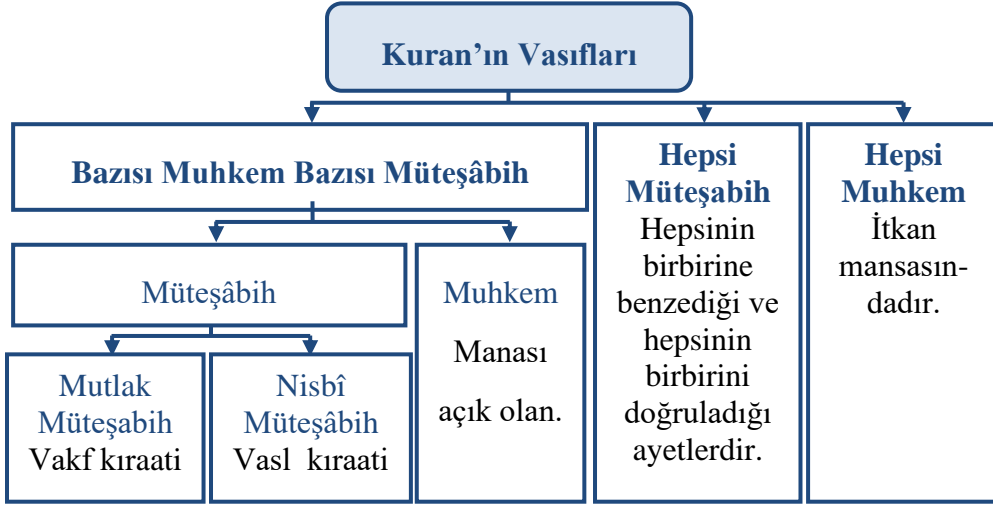 Kuran’ın Vasıfları
Bazısı Muhkem Bazısı Müteşâbih
Müteşâbih
Mutlak
Müteşabih
Vakf kıraati
Nisbî
Müteşâbih
Vasl kıraati
Muhkem
Manası
açık olan.
Hepsi
Müteşabih
Hepsinin
birbirine
benzediği ve
hepsinin
birbirini
doğruladığı
ayetlerdir.
Hepsi
Muhkem
İtkan
mansasın-
dadır.